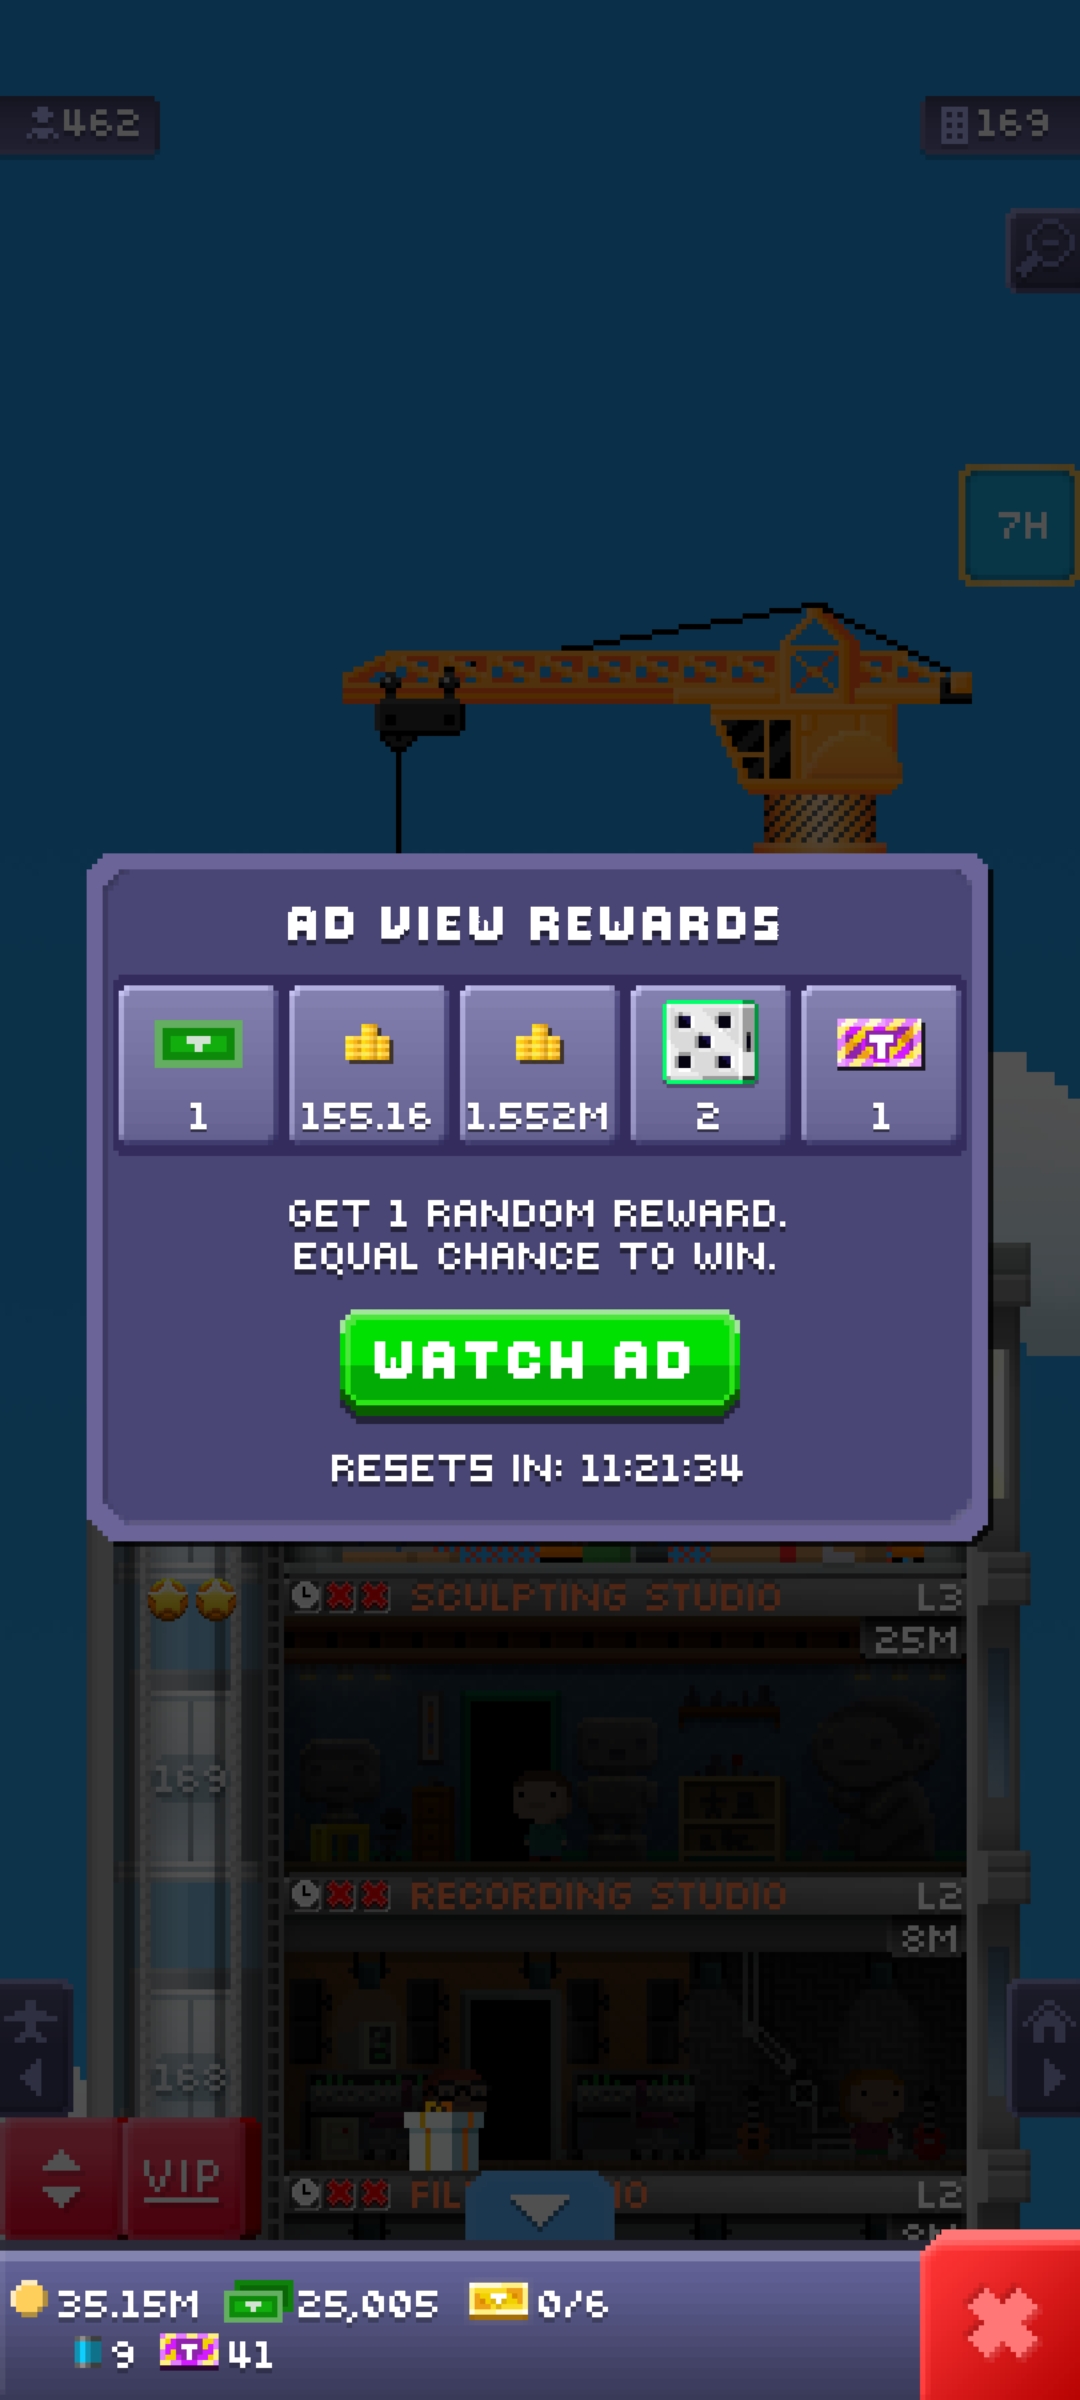 462
169
7H
AD VIEW REWARDS
1
155.16
1.552M
2
1
GET 1 RANDOM REWARD.
EQUAL CHANCE TO WIN.
WATCH AD
RESETS IN: 11:21:34
SCULPTING STUDIO L3
25M
169
RECORDING STUDIO L2
8M
168
VIP
L2
35.15M 25,005 0/6
9 41